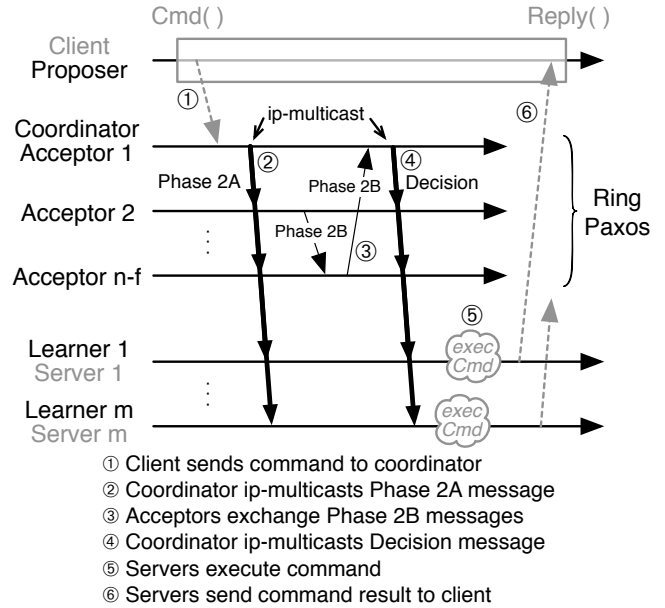 Cmd( )
Reply( )
Client
Proposer
①
⑥
ip-multicast
Coordinator
Acceptor 1
②
④
Phase 2A
Phase 2B
Decision
Ring
Paxos
Acceptor 2
Phase 2B
③
Acceptor n-f
⑤
Learner 1
Server 1
exec
Cmd
Learner m
Server m
exec
Cmd
① Client sends command to coordinator
② Coordinator ip-multicasts Phase 2A message
③ Acceptors exchange Phase 2B messages
④ Coordinator ip-multicasts Decision message
⑤ Servers execute command
⑥ Servers send command result to client